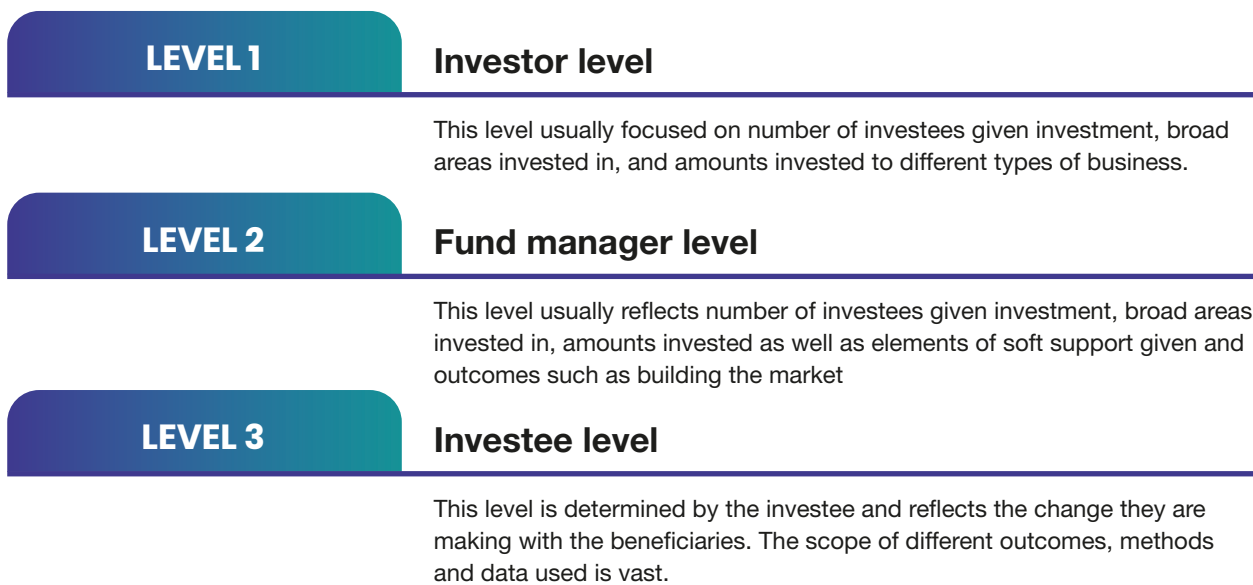 LEVEL 1
Investor level
This level usually focused on number of investees given investment, broad
areas invested in, and amounts invested to different types of business.
LEVEL 2
Fund manager level
This level usually reflects number of investees given investment, broad areas
invested in, amounts invested as well as elements of soft support given and
outcomes such as building the market
LEVEL 3
Investee level
This level is determined by the investee and reflects the change they are
making with the beneficiaries. The scope of different outcomes, methods
and data used is vast.